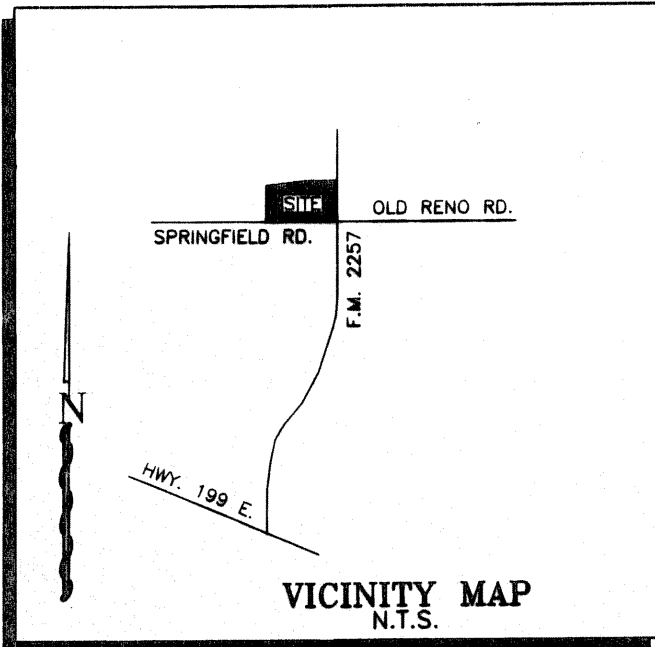 SITE
OLD RENO RD.
SPRINGFIELD RD.
F.M. 2257
N
HWY. 199 E.
VICINITY MAP
N.T.S.